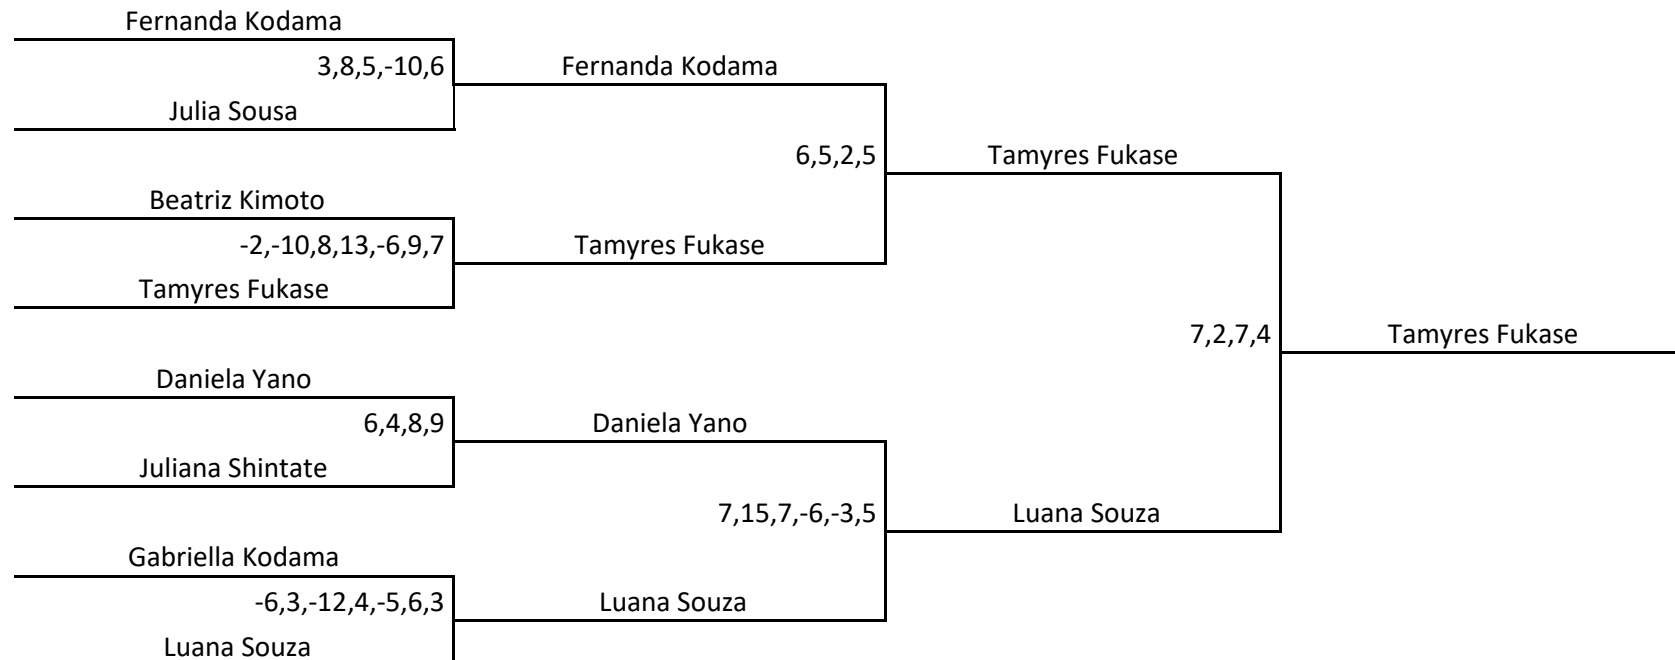 Fernanda Kodama
3,8,5,-10,6
Fernanda Kodama
Julia Sousa
6,5,2,5
Tamyres Fukase
Beatriz Kimoto
-2,-10,8,13,-6,9,7
Tamyres Fukase
Tamyres Fukase
7,2,7,4
Tamyres Fukase
Daniela Yano
6,4,8,9
Daniela Yano
Juliana Shintate
7,15,7,-6,-3,5
Luana Souza
Gabriella Kodama
-6,3,-12,4,-5,6,3
Luana Souza
Luana Souza